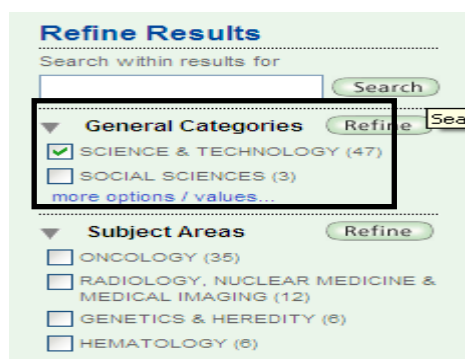 Refine Results
Search within results for
Search
General Categories Refine
Sea
SCIENCE & TECHNOLOGY (47)
SOCIAL SCIENCES (3)
more options / values...
Subject Areas Refine
ONCOLOGY (35)
RADIOLOGY, NUCLEAR MEDICINE &
MEDICAL IMAGING (12)
GENETICS & HEREDITY (6)
HEMATOLOGY (6)